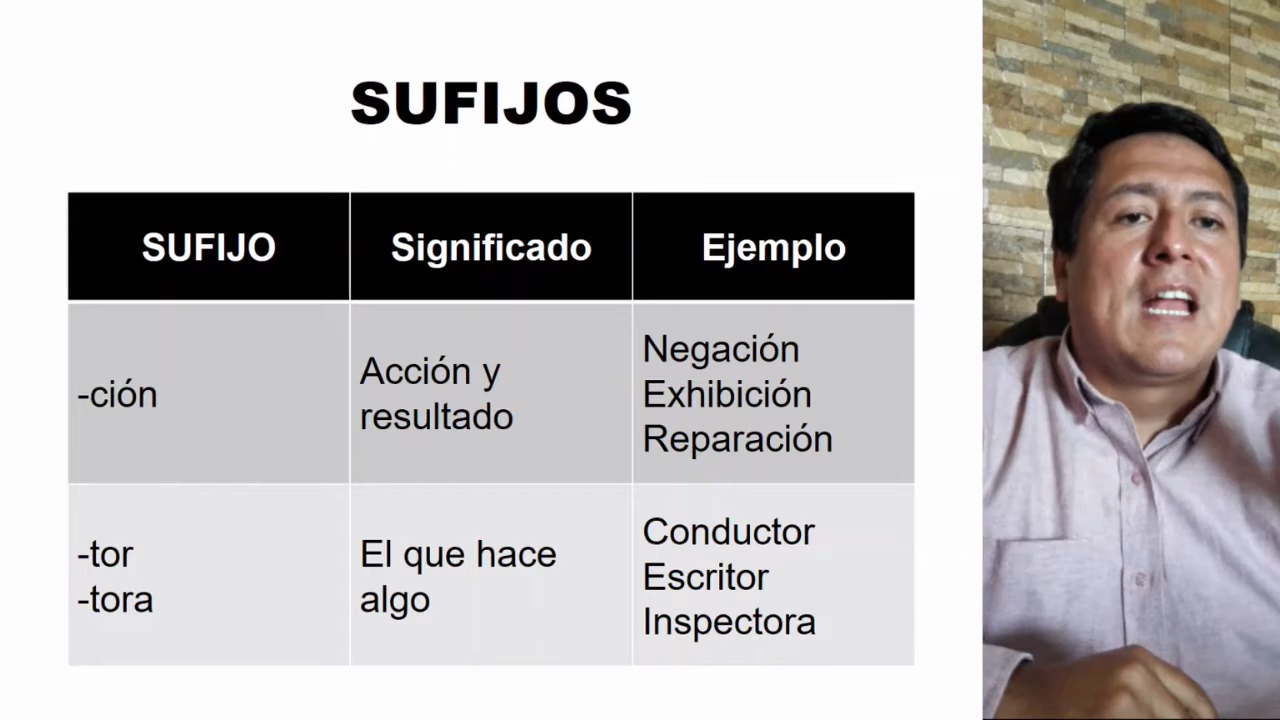 SUFIJOS
SUFIJO Significado Ejemplo
-ción
Acción y
resultado
Negación
Exhibición
Reparación
-tor
-tora
El que hace
algo
Conductor
Escritor
Inspectora